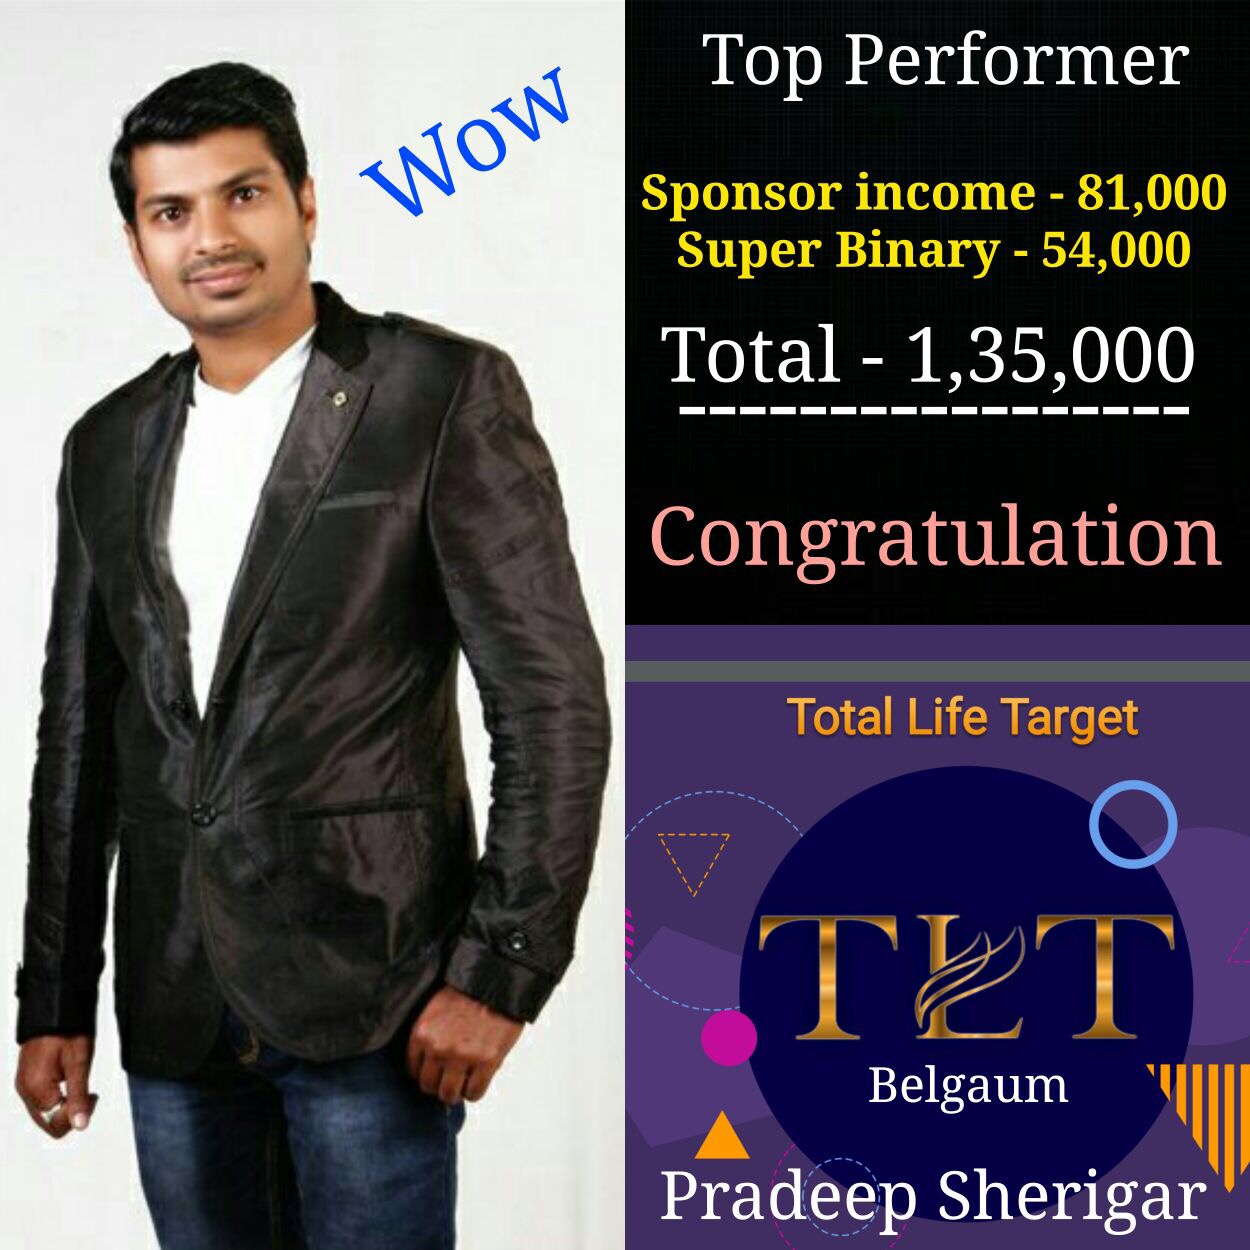 Wow
Top Performer
Sponsor income - 81,000
Super Binary - 54,000
Total - 1,35,000
Congratulation
Total Life Target
TLT
Belgaum
Pradeep Sherigar